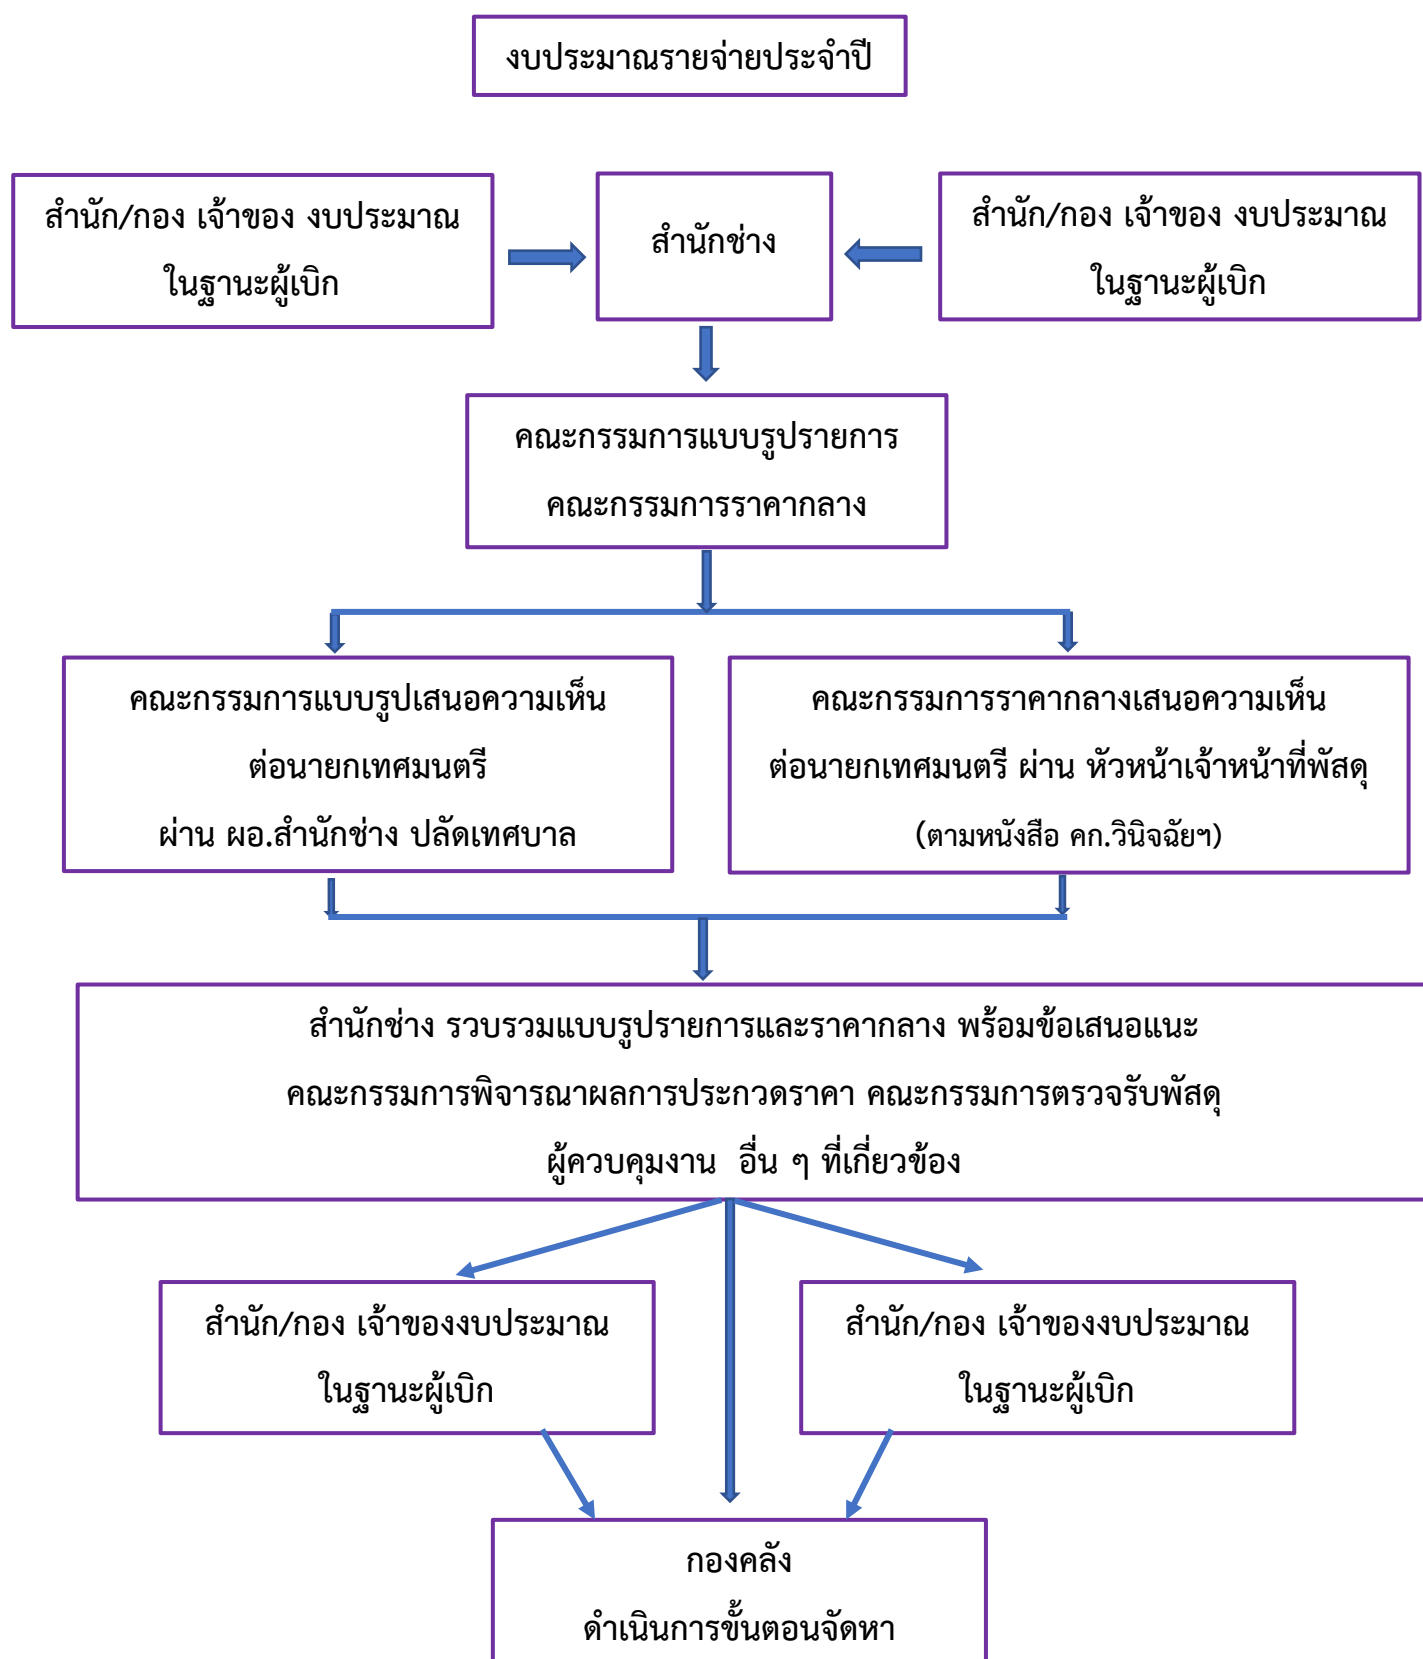 งบประมาณรายจ่ายประจำปี
สำนัก/กอง เจ้าของ งบประมาณ
ในฐานะผู้เบิก
สำนักช่าง
สำนัก/กอง เจ้าของ งบประมาณ
ในฐานะผู้เบิก
คณะกรรมการแบบรูปรายการ
คณะกรรมการราคากลาง
คณะกรรมการแบบรูปเสนอความเห็น
ต่อนายกเทศมนตรี
ผ่าน ผอ.สำนักช่าง ปลัดเทศบาล
คณะกรรมการราคากลางเสนอความเห็น
ต่อนายกเทศมนตรี ผ่าน หัวหน้าเจ้าหน้าที่พัสดุ
(ตามหนังสือ คก.วินิจฉัยฯ)
สำนักช่าง รวบรวมแบบรูปรายการและราคากลาง พร้อมข้อเสนอแนะ
คณะกรรมการพิจารณาผลการประกวดราคา คณะกรรมการตรวจรับพัสดุ
ผู้ควบคุมงาน อื่น ๆ ที่เกี่ยวข้อง
สำนัก/กอง เจ้าของงบประมาณ
ในฐานะผู้เบิก
สำนัก/กอง เจ้าของงบประมาณ
ในฐานะผู้เบิก
กองคลัง
ดำเนินการขั้นตอนจัดหา